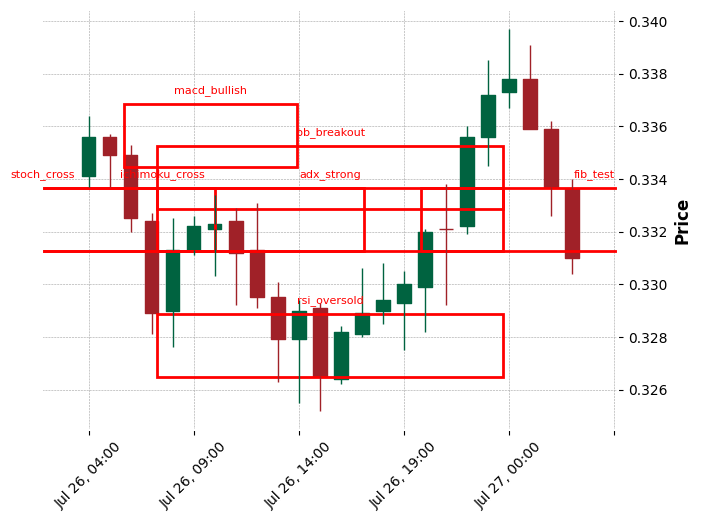 0.340
0.338
macd_bullish
0.336
bb_breakout
0.334
stoch_cross
ichimoku_cross
adx_strong
fib_test
0.332
Price
0.330
rsi_oversold
0.328
0.326
Jul 26, 04:00
Jul 26, 09:00
Jul 26, 14:00
Jul 26, 19:00
Jul 27, 00:00